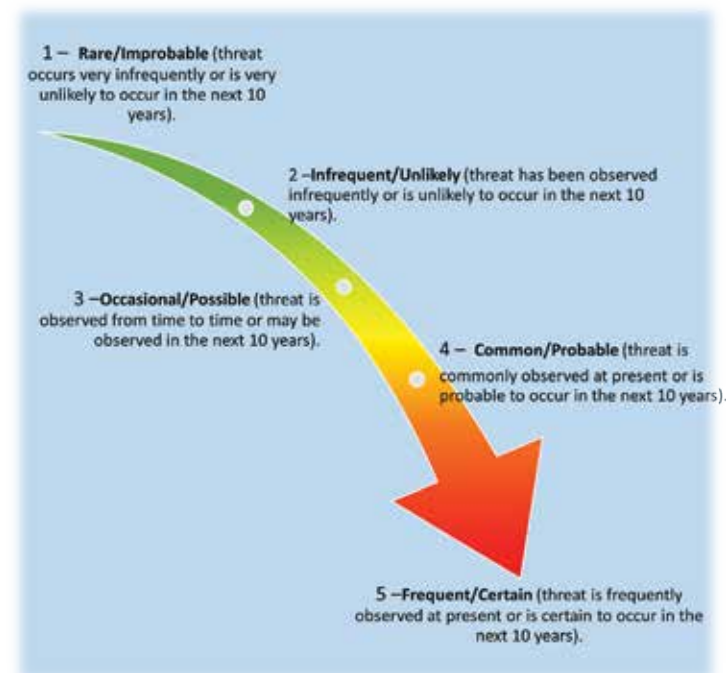 1 – Rare/Improbable (threat
occurs very infrequently or is very
unlikely to occur in the next 10
years).
2 –Infrequent/Unlikely (threat has been observed
infrequently or is unlikely to occur in the next 10
years).
3 –Occasional/Possible (threat is
observed from time to time or may be
observed in the next 10 years).
4 – Common/Probable (threat is
commonly observed at present or is
probable to occur in the next 10 years).
5 –Frequent/Certain (threat is frequently
observed at present or is certain to occur in the
next 10 years).